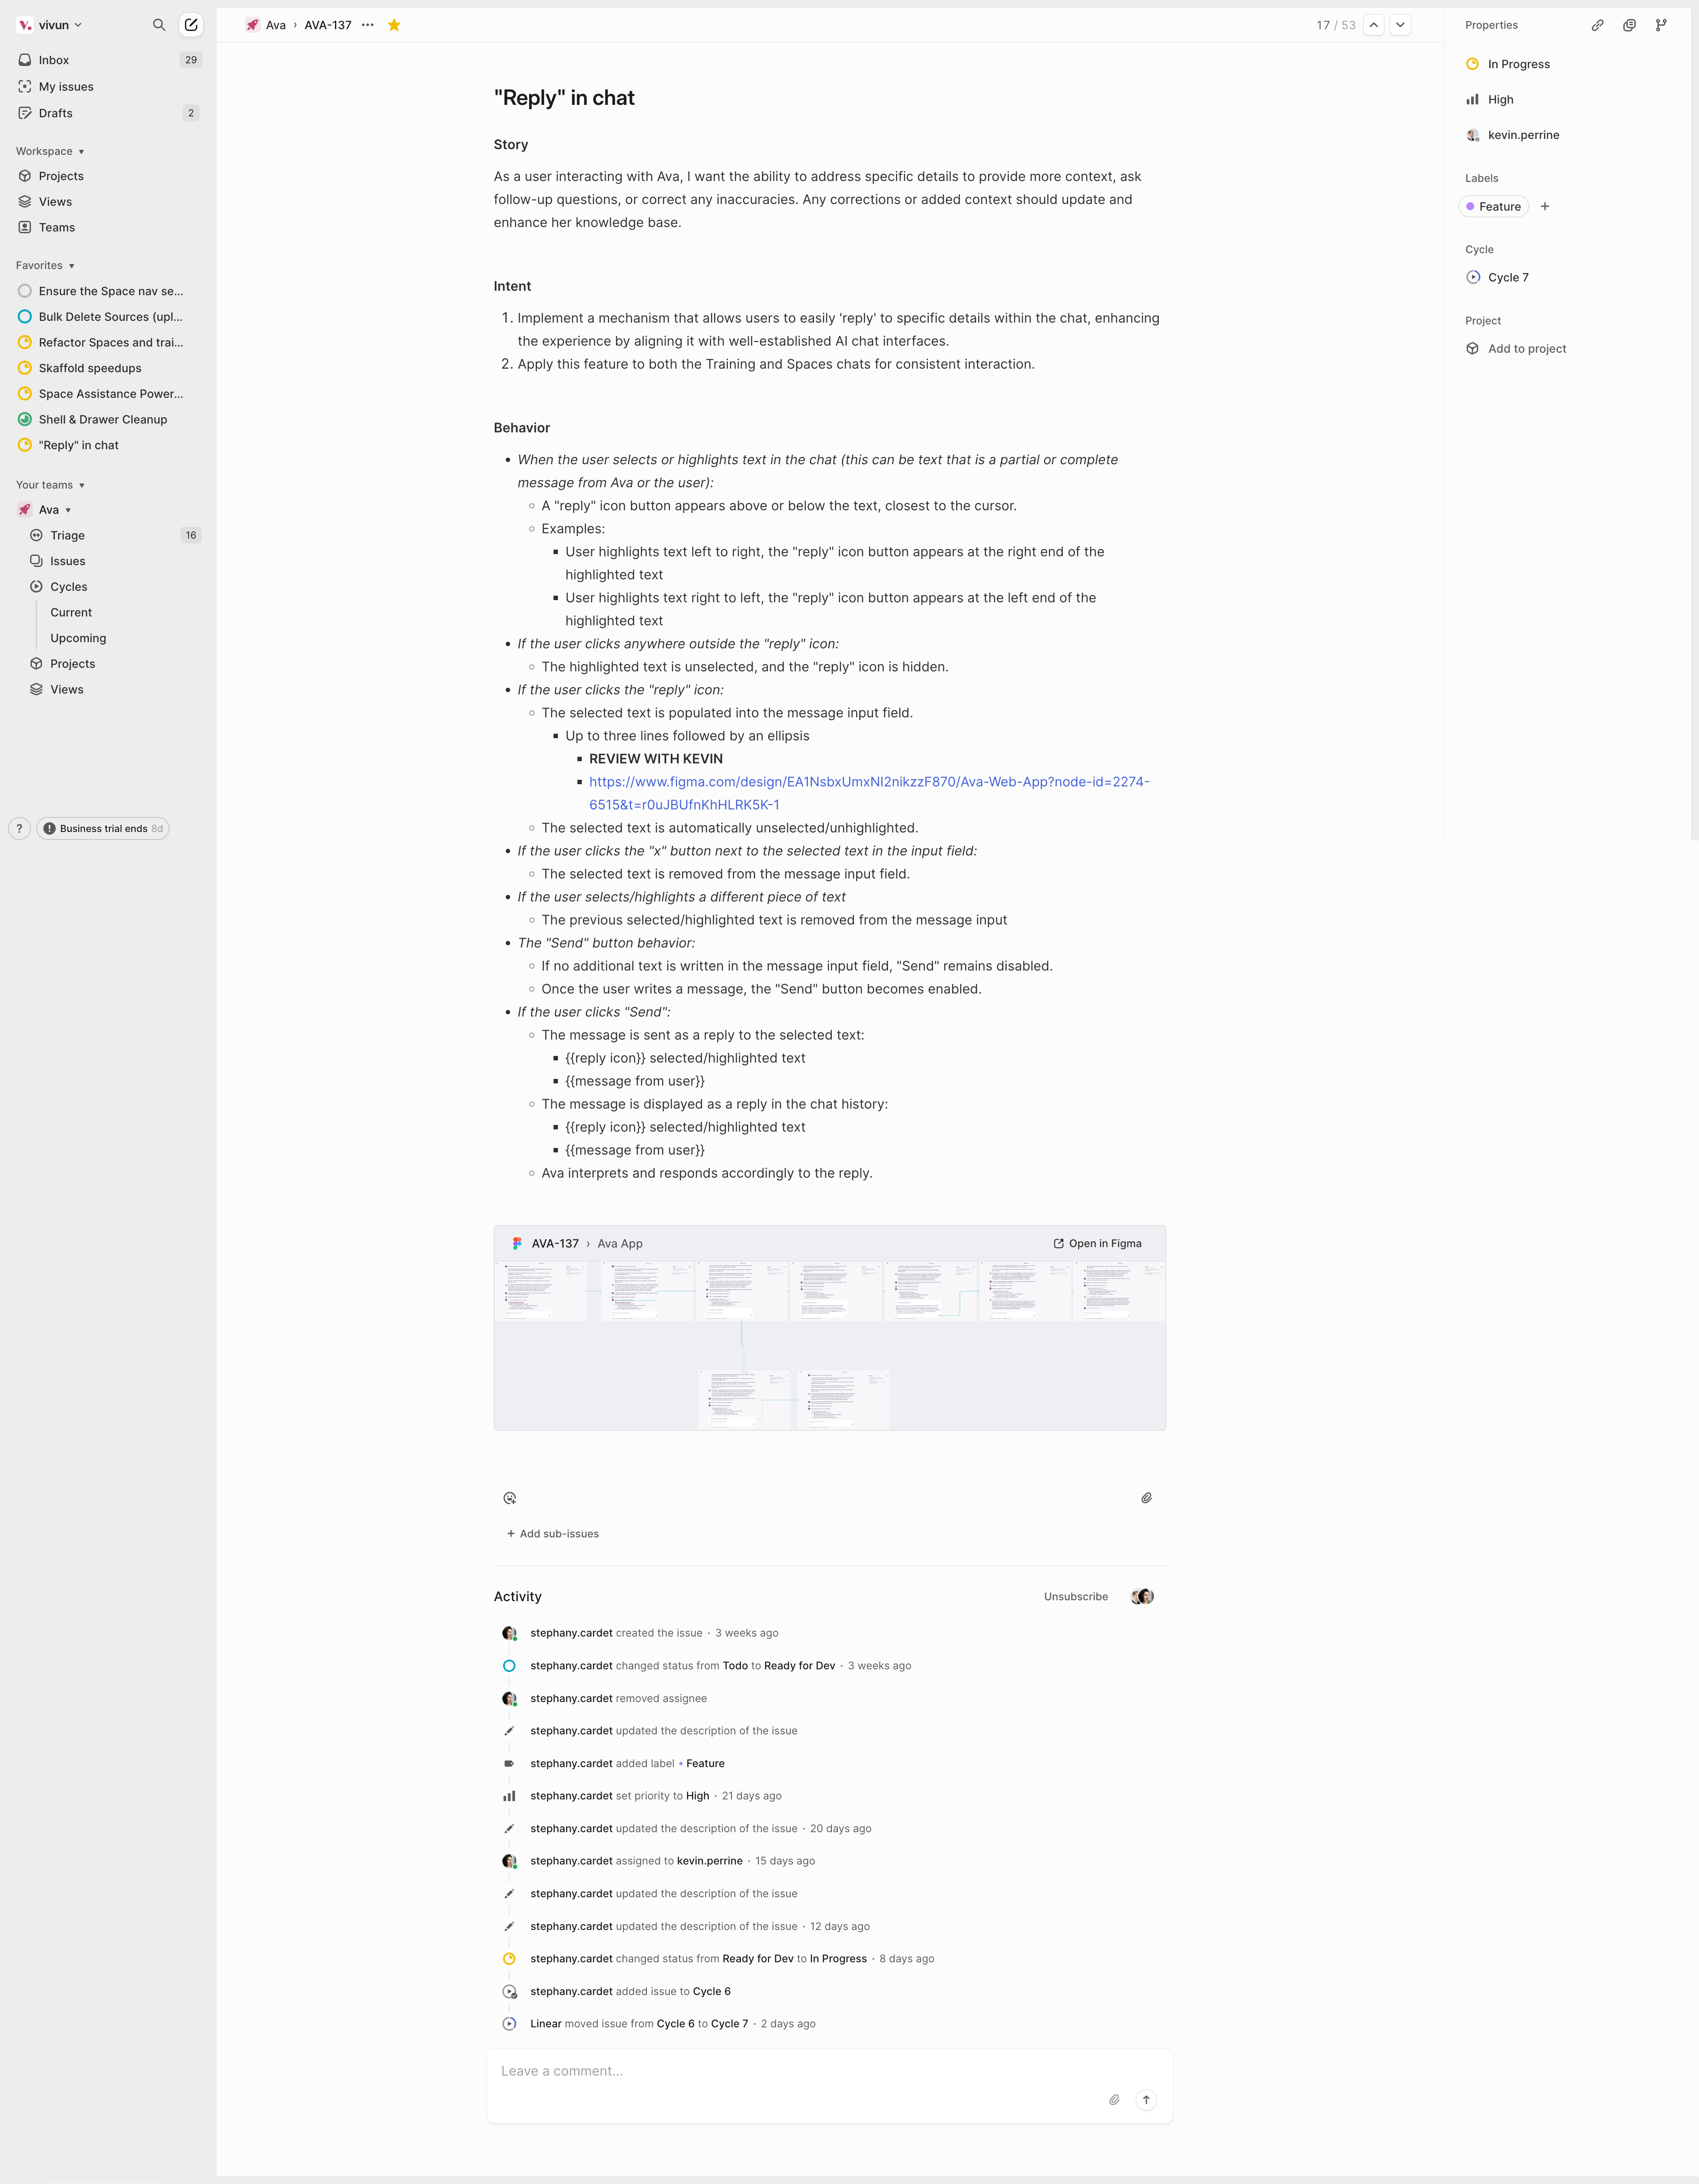 vivun
Inbox 29
My issues
Drafts 2
Workspace
Projects
Views
Teams
Favorites
Ensure the Space nav se...
Bulk Delete Sources (upl...
Refactor Spaces and trai...
Skaffold speedups
Space Assistance Power...
Shell & Drawer Cleanup
"Reply" in chat
Your teams
Ava
Triage 16
Issues
Cycles
Current
Upcoming
Projects
Views
? Business trial ends 8d
Ava › AVA-137 ••• 17 / 53
"Reply" in chat
Story
As a user interacting with Ava, I want the ability to address specific details to provide more context, ask
follow-up questions, or correct any inaccuracies. Any corrections or added context should update and
enhance her knowledge base.
Intent
1. Implement a mechanism that allows users to easily 'reply' to specific details within the chat, enhancing
the experience by aligning it with well-established AI chat interfaces.
2. Apply this feature to both the Training and Spaces chats for consistent interaction.
Behavior
• When the user selects or highlights text in the chat (this can be text that is a partial or complete
message from Ava or the user):
◦ A "reply" icon button appears above or below the text, closest to the cursor.
◦ Examples:
▪ User highlights text left to right, the "reply" icon button appears at the right end of the
highlighted text
▪ User highlights text right to left, the "reply" icon button appears at the left end of the
highlighted text
• If the user clicks anywhere outside the "reply" icon:
◦ The highlighted text is unselected, and the "reply" icon is hidden.
• If the user clicks the "reply" icon:
◦ The selected text is populated into the message input field.
▪ Up to three lines followed by an ellipsis
▪ REVIEW WITH KEVIN
▪ https://www.figma.com/design/EA1NsbxUmxNI2nikzzF870/Ava-Web-App?node-id=2274-
6515&t=r0uJBUfnKhHLRK5K-1
◦ The selected text is automatically unselected/unhighlighted.
• If the user clicks the "x" button next to the selected text in the input field:
◦ The selected text is removed from the message input field.
• If the user selects/highlights a different piece of text
◦ The previous selected/highlighted text is removed from the message input
• The "Send" button behavior:
◦ If no additional text is written in the message input field, "Send" remains disabled.
◦ Once the user writes a message, the "Send" button becomes enabled.
• If the user clicks "Send":
◦ The message is sent as a reply to the selected text:
▪ {{reply icon}} selected/highlighted text
▪ {{message from user}}
◦ The message is displayed as a reply in the chat history:
▪ {{reply icon}} selected/highlighted text
▪ {{message from user}}
◦ Ava interprets and responds accordingly to the reply.
AVA-137 › Ava App Open in Figma
+ Add sub-issues
Activity Unsubscribe
stephany.cardet created the issue · 3 weeks ago
stephany.cardet changed status from Todo to Ready for Dev · 3 weeks ago
stephany.cardet removed assignee
stephany.cardet updated the description of the issue
stephany.cardet added label • Feature
stephany.cardet set priority to High · 21 days ago
stephany.cardet updated the description of the issue · 20 days ago
stephany.cardet assigned to kevin.perrine · 15 days ago
stephany.cardet updated the description of the issue
stephany.cardet updated the description of the issue · 12 days ago
stephany.cardet changed status from Ready for Dev to In Progress · 8 days ago
stephany.cardet added issue to Cycle 6
Linear moved issue from Cycle 6 to Cycle 7 · 2 days ago
Leave a comment...
Properties
In Progress
High
kevin.perrine
Labels
Feature +
Cycle
Cycle 7
Project
Add to project